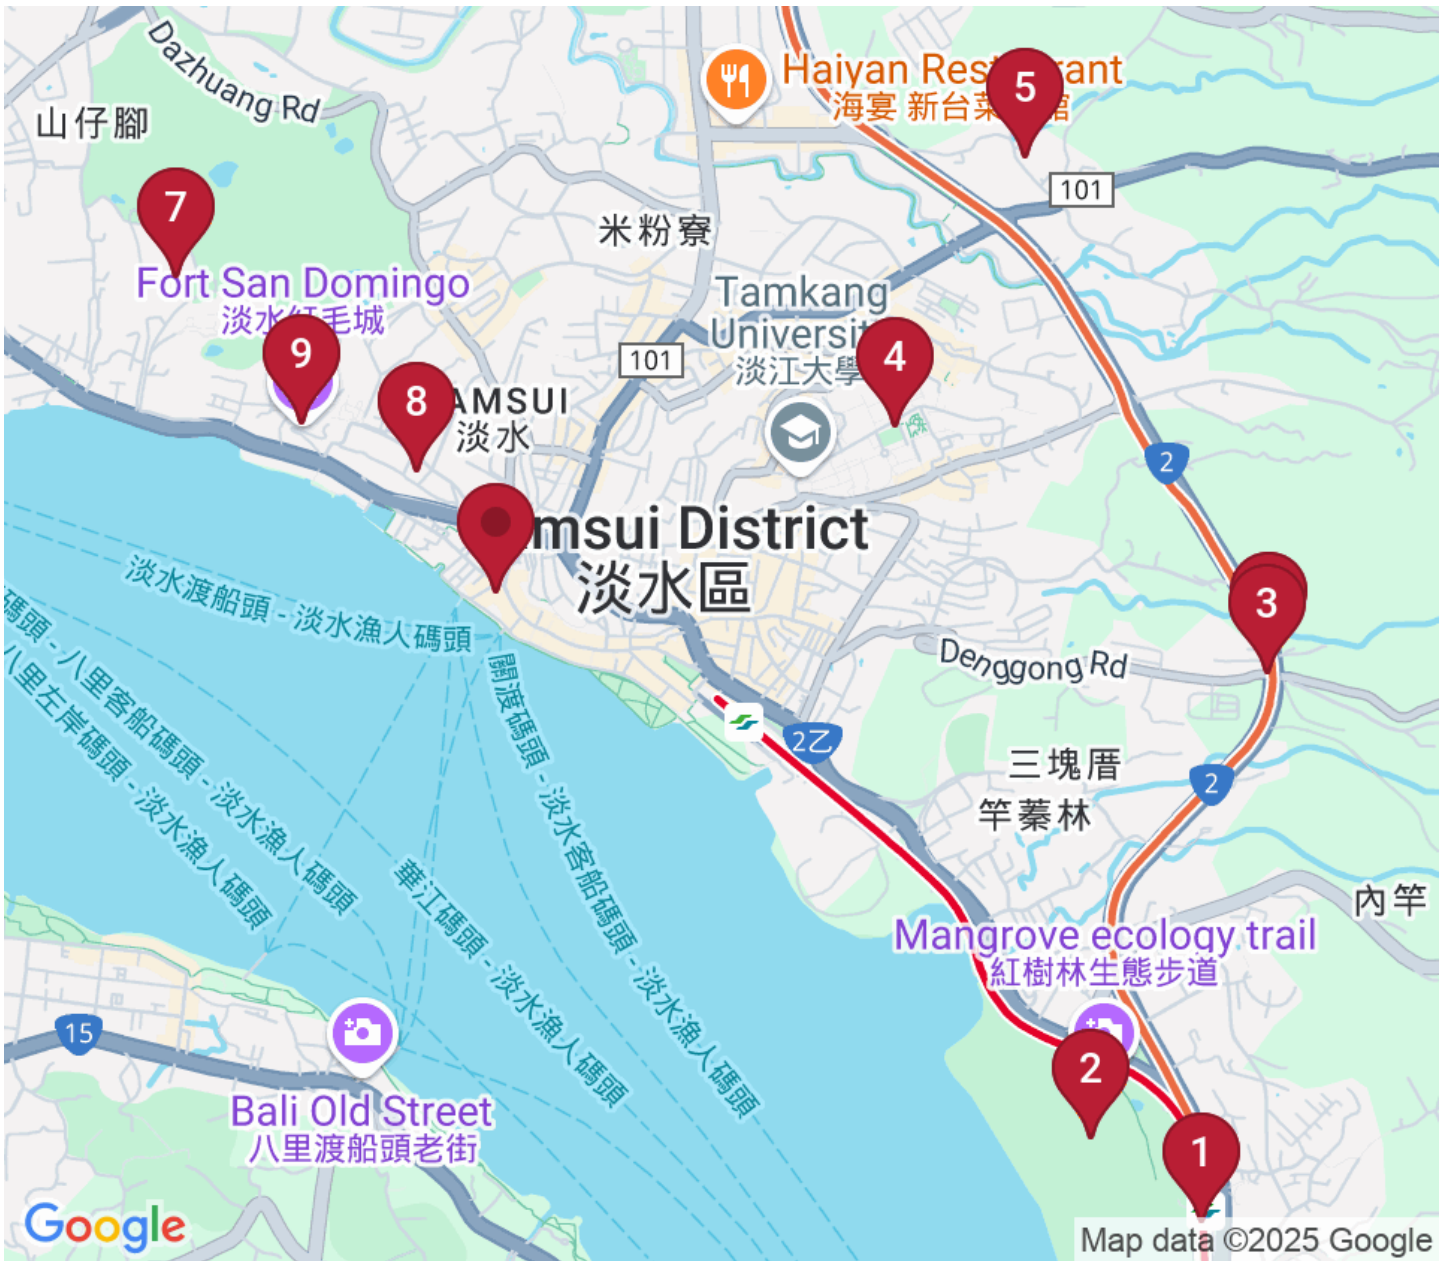 Dazhuang Rd
山仔腳
Haiyan Rest rant
海宴 新台菜 館
5
101
7
米粉寮
Fort San Domingo
淡水紅毛城
Tamkang
Universit
淡江大學
4
101
9
8
AMSUI
淡水
2
msui District
淡水區
淡水渡船頭 - 淡水漁人碼頭
3
Denggong Rd
碼頭 - 八里客船碼頭 - 淡水漁人碼頭
八里左岸碼頭 - 淡水漁人碼頭
關渡碼頭 - 淡水客船碼頭 - 淡水漁人碼頭
華江碼頭 - 淡水漁人碼頭
2乙
三塊厝
竿蓁林
2
內竿
Mangrove ecology trail
紅樹林生態步道
15
2
Bali Old Street
八里渡船頭老街
1
Google
Map data ©2025 Google